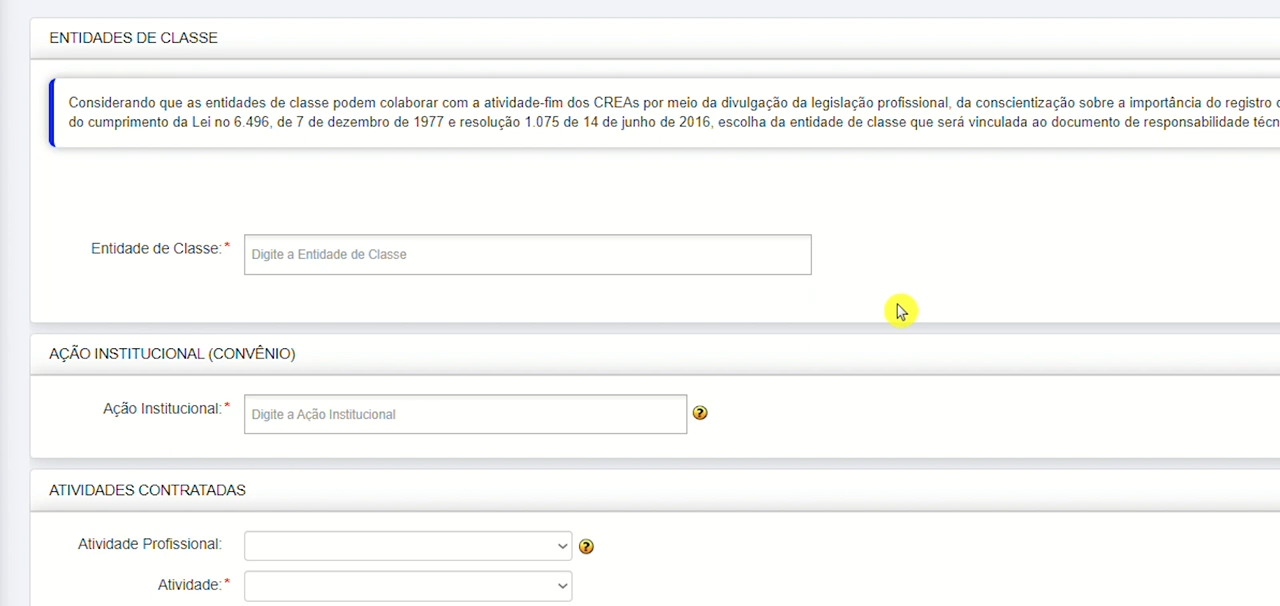 ENTIDADES DE CLASSE
Considerando que as entidades de classe podem colaborar com a atividade-fim dos CREAs por meio da divulgação da legislação profissional, da conscientização sobre a importância do registro
do cumprimento da Lei no 6.496, de 7 de dezembro de 1977 e resolução 1.075 de 14 de junho de 2016, escolha da entidade de classe que será vinculada ao documento de responsabilidade
Entidade de Classe:* Digite a Entidade de Classe
AÇÃO INSTITUCIONAL (CONVÊNIO)
Ação Institucional:* Digite a Ação Institucional ?
ATIVIDADES CONTRATADAS
Atividade Profissional: ?
Atividade:*